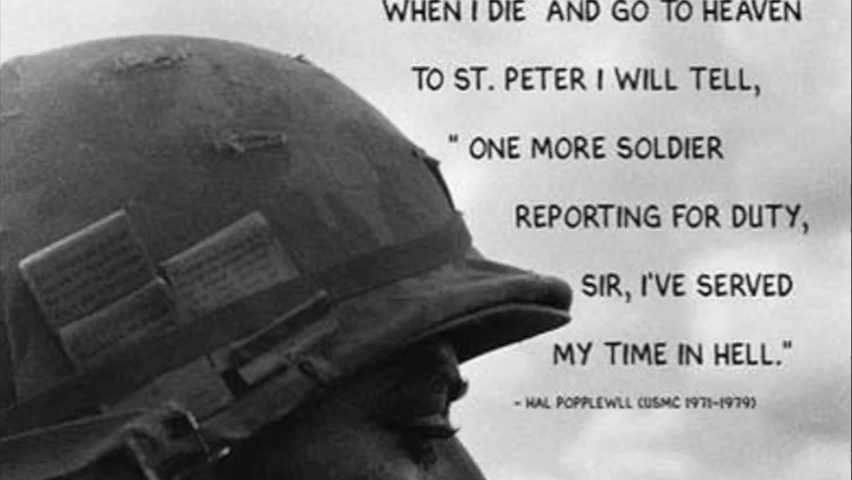 WHEN I DIE AND GO TO HEAVEN
TO ST. PETER I WILL TELL,
" ONE MORE SOLDIER
REPORTING FOR DUTY,
SIR, I'VE SERVED
MY TIME IN HELL."
- HAL POPPLEWLL (USMC 1971-1979)